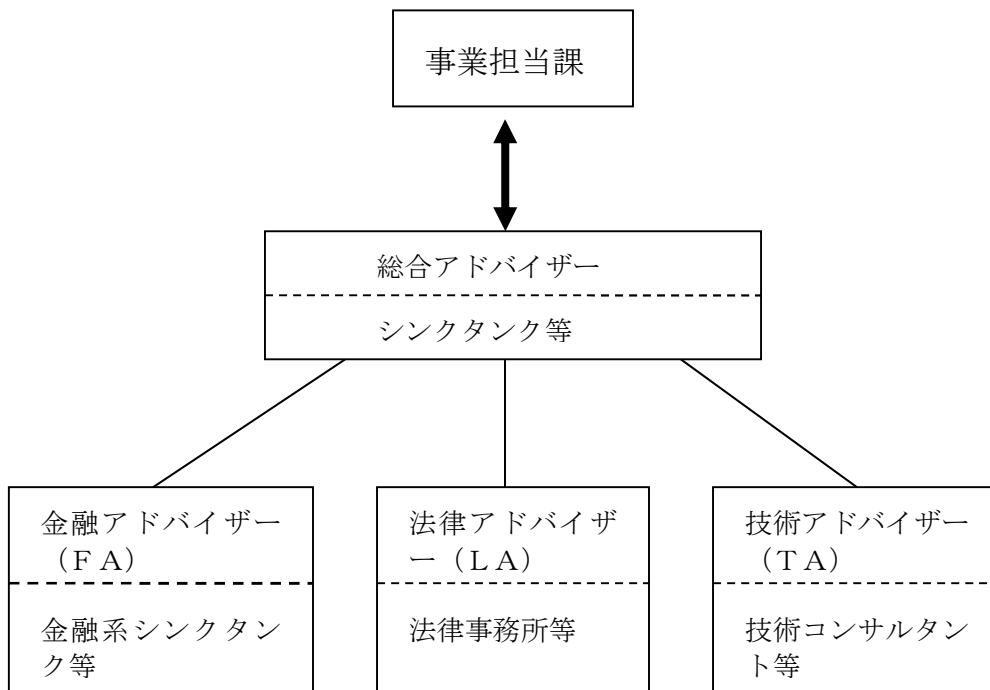 事業担当課
総合アドバイザー
シンクタンク等
金融アドバイザー
（ＦＡ）
金融系シンクタン
ク等
法律アドバイザ
ー（ＬＡ）
法律事務所等
技術アドバイザー
（ＴＡ）
技術コンサルタン
ト等